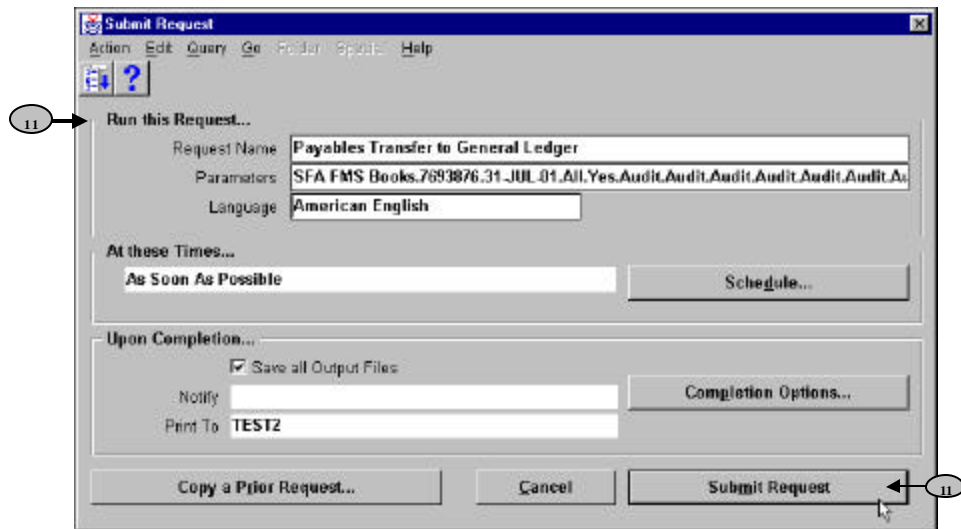 Submit Request
Action Edit Query Go Folder Special Help
?
11
Run this Request...
Request Name Payables Transfer to General Ledger
Parameters SFA FMS Books.7693876.31-JUL-01.All.Yes.Audit.Audit.Audit.Audit.Audit.Audit.Au
Language American English
At these Times...
As Soon As Possible
Schedule...
Upon Completion...
Save all Output Files
Notify
Completion Options...
Print To TEST2
Copy a Prior Request...
Cancel
Submit Request
11